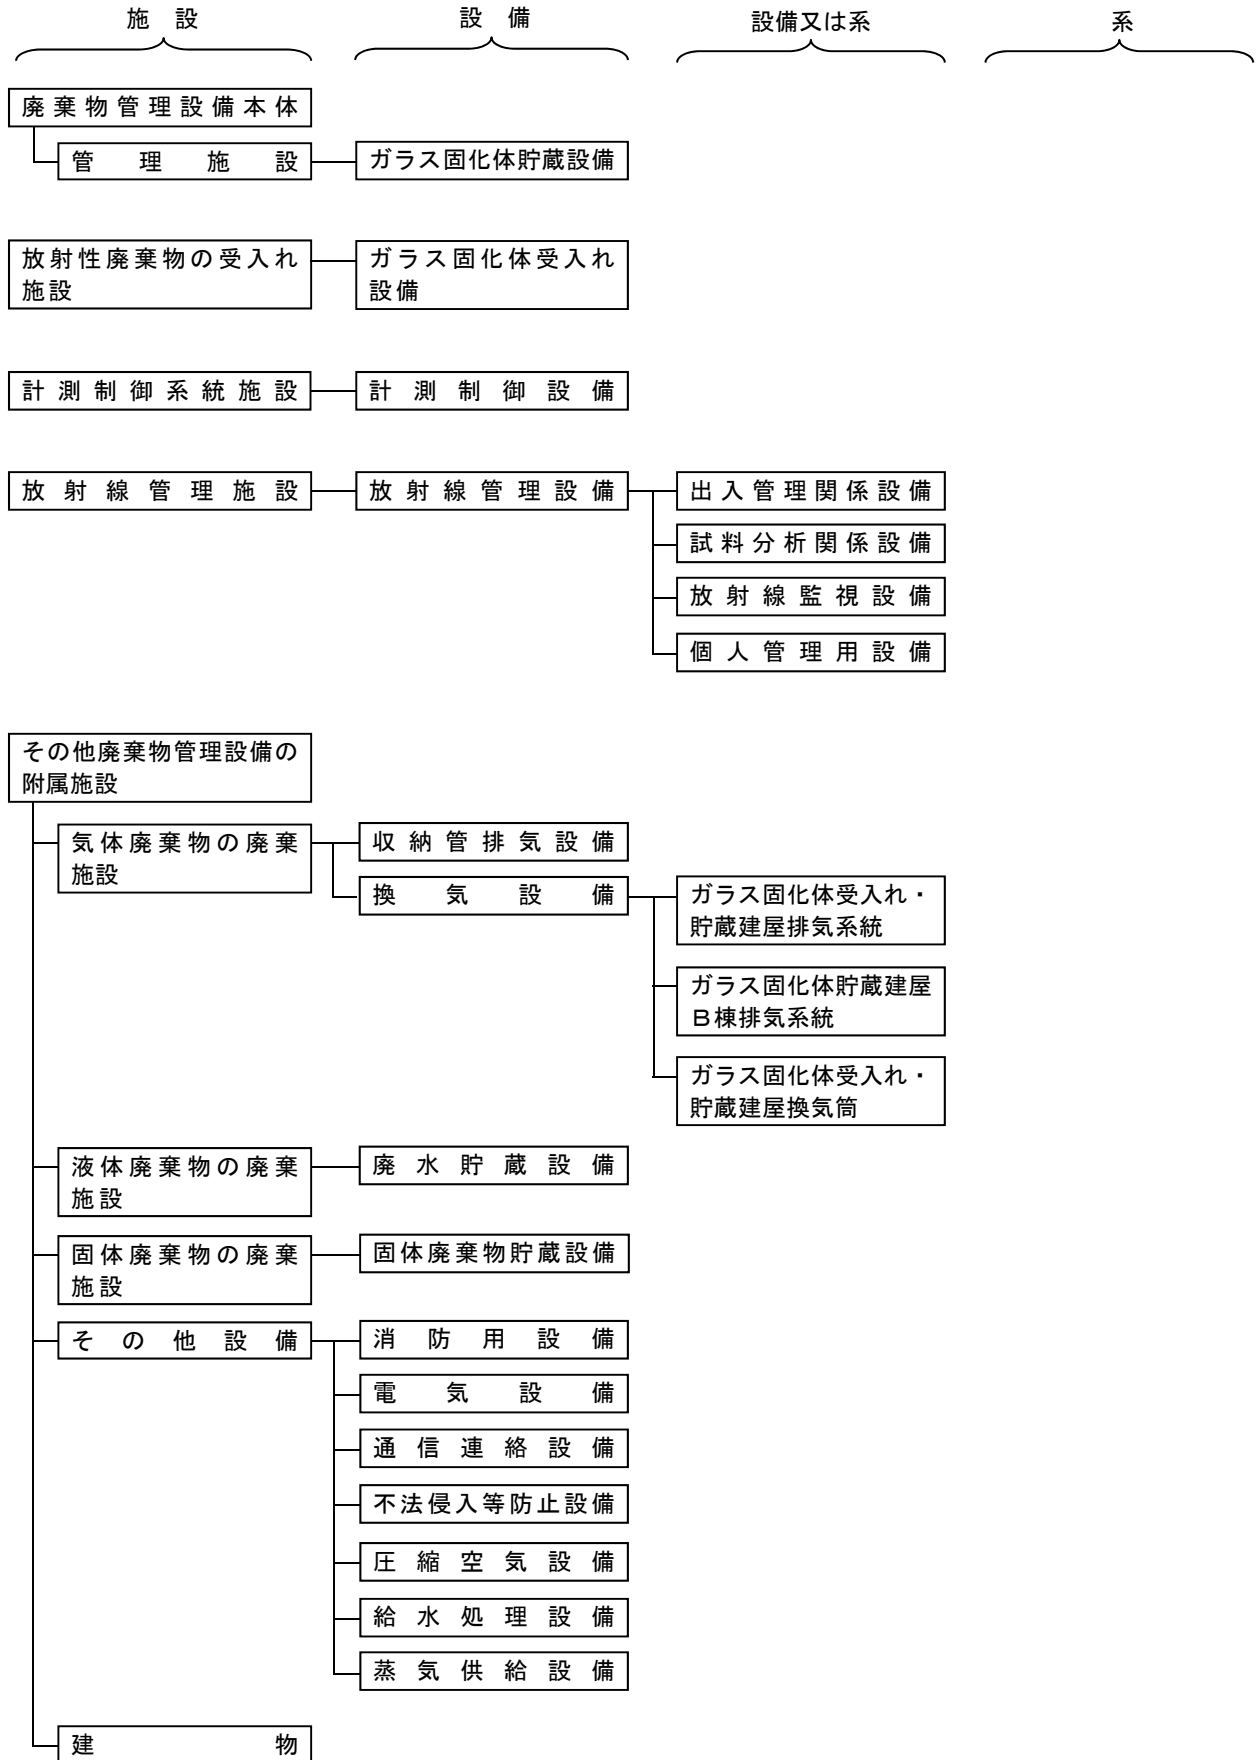 施 設
設 備
設備又は系
系
廃棄物管理設備本体
管理施設
ガラス固化体貯蔵設備
放射性廃棄物の受入れ
施設
ガラス固化体受入れ
設備
計測制御系統施設
計測制御設備
放射線管理施設
放射線管理設備
出入管理関係設備
試料分析関係設備
放射線監視設備
個人管理用設備
その他廃棄物管理設備の
附属施設
気体廃棄物の廃棄
施設
収納管排気設備
換気設備
ガラス固化体受入れ・
貯蔵建屋排気系統
ガラス固化体貯蔵建屋
B棟排気系統
ガラス固化体受入れ・
貯蔵建屋換気筒
液体廃棄物の廃棄
施設
廃水貯蔵設備
固体廃棄物の廃棄
施設
固体廃棄物貯蔵設備
その他設備
消防用設備
電気設備
通信連絡設備
不法侵入等防止設備
圧縮空気設備
給水処理設備
蒸気供給設備
建物